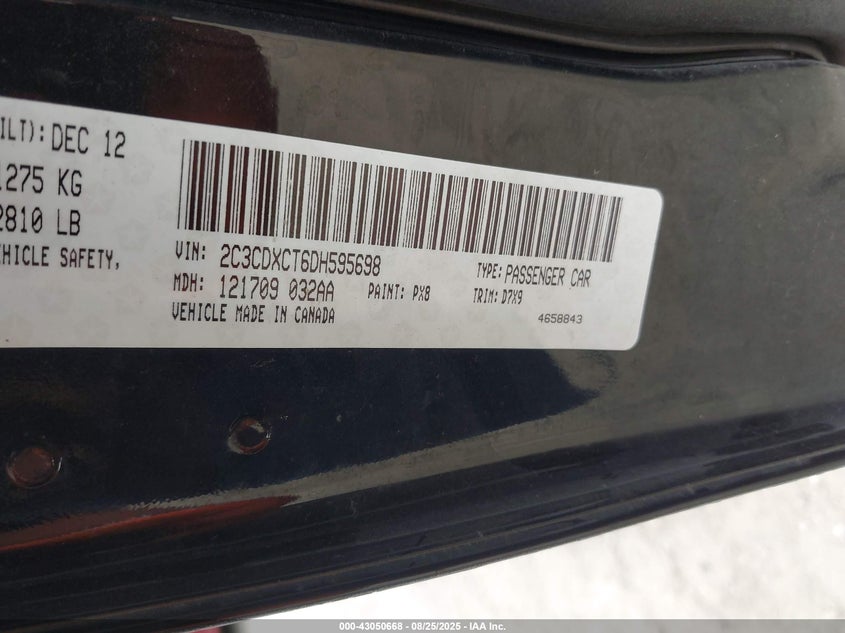 ILT): DEC 12
1275 KG
2810 LB
EHICLE SAFETY,
VIN: 2C3CDXCT6DH595698 TYPE: PASSENGER CAR
MDH: 121709 032AA PAINT: PX8 TRIM: D7X9
VEHICLE MADE IN CANADA 4658843
000-43050668 - 08/25/2025 - IAA Inc.